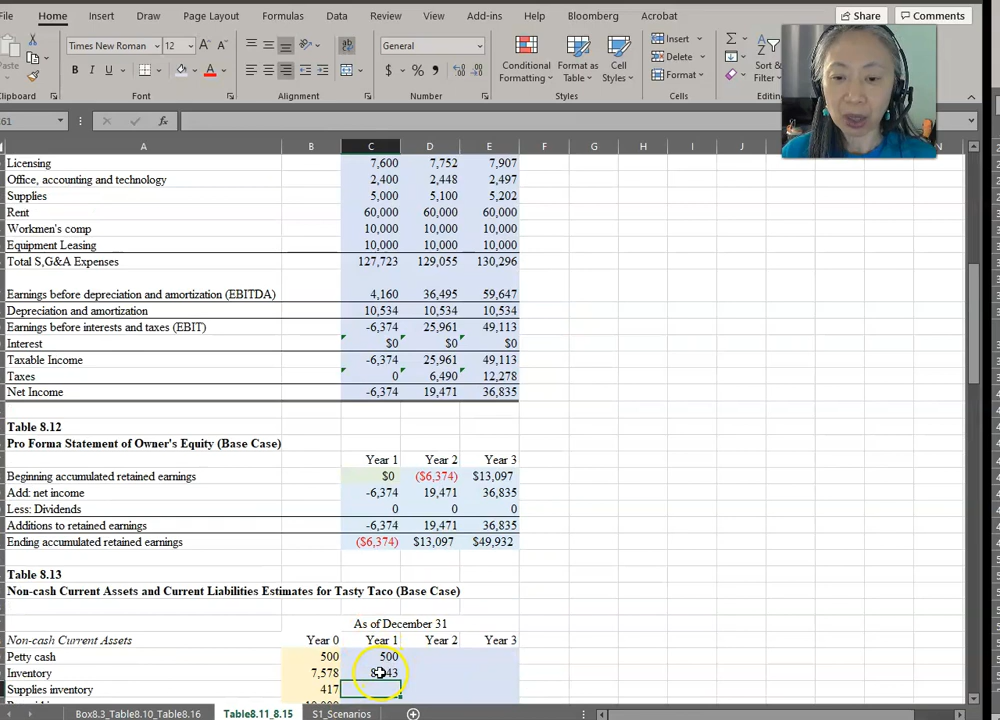 File Home Insert Draw Page Layout Formulas Data Review View Add-ins Help Bloomberg Acrobat Share Comments
Paste Times New Roman 12 A A General Conditional Format as Cell Insert Delete Format Sort &
B I U A $ % , Formatting Table Styles Filter
Clipboard Font Alignment Number Styles Cells Editing
fx
A B C D E F G H I J K L
Licensing 7,600 7,752 7,907
Office, accounting and technology 2,400 2,448 2,497
Supplies 5,000 5,100 5,202
Rent 60,000 60,000 60,000
Workmen's comp 10,000 10,000 10,000
Equipment Leasing 10,000 10,000 10,000
Total S,G&A Expenses 127,723 129,055 130,296
Earnings before depreciation and amortization (EBITDA) 4,160 36,495 59,647
Depreciation and amortization 10,534 10,534 10,534
Earnings before interests and taxes (EBIT) -6,374 25,961 49,113
Interest $0 $0 $0
Taxable Income -6,374 25,961 49,113
Taxes 0 6,490 12,278
Net Income -6,374 19,471 36,835
Table 8.12
Pro Forma Statement of Owner's Equity (Base Case)
Year 1 Year 2 Year 3
Beginning accumulated retained earnings $0 ($6,374) $13,097
Add: net income -6,374 19,471 36,835
Less: Dividends 0 0 0
Additions to retained earnings -6,374 19,471 36,835
Ending accumulated retained earnings ($6,374) $13,097 $49,932
Table 8.13
Non-cash Current Assets and Current Liabilities Estimates for Tasty Taco (Base Case)
As of December 31
Non-cash Current Assets Year 0 Year 1 Year 2 Year 3
Petty cash 500 500
Inventory 7,578
Supplies inventory 417
Box8.3_Table8.10_Table8.16 Table8.11_8.15 S1_Scenarios